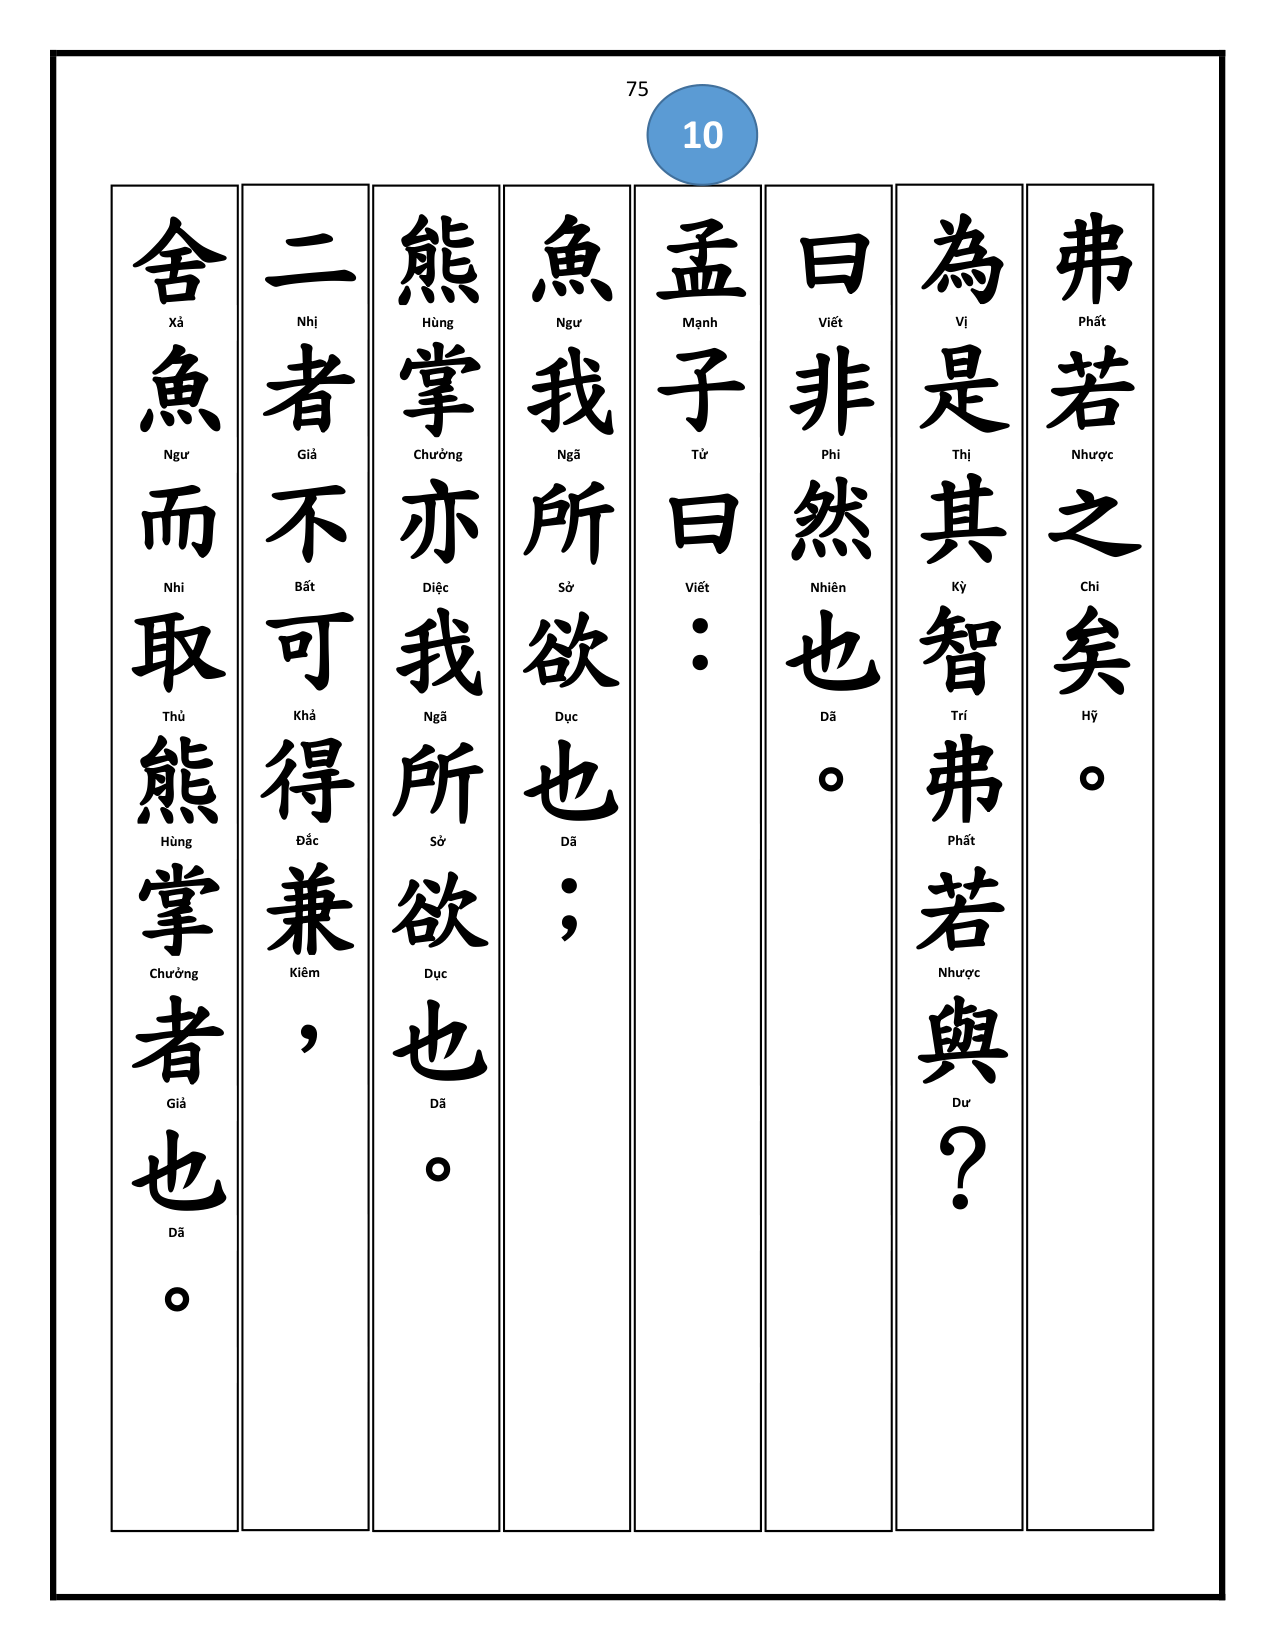 75
10
弗若之矣。
Phất Nhược Chi Hỹ
為是其智弗若與？
Vị Thị Kỳ Trí Phất Nhược Dư
曰非然也。
Viết Phi Nhiên Dã
孟子曰：
Mạnh Tử Viết
魚我所欲也；
Ngư Ngã Sở Dục Dã
熊掌亦我所欲也。
Hùng Chưởng Diệc Ngã Sở Dục Dã
二者不可得兼，
Nhị Giả Bất Khả Đắc Kiêm
舍魚而取熊掌者也。
Xả Ngư Nhi Thủ Hùng Chưởng Giả Dã